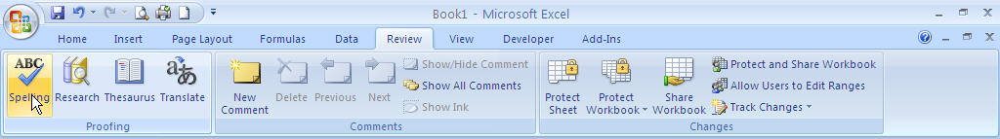 Book1 - Microsoft Excel
Home Insert Page Layout Formulas Data Review View Developer Add-Ins
ABC
Spelling Research Thesaurus Translate
Proofing
New Comment Delete Previous Next
Show/Hide Comment
Show All Comments
Show Ink
Comments
Protect Sheet Protect Workbook Share Workbook
Protect and Share Workbook
Allow Users to Edit Ranges
Track Changes
Changes